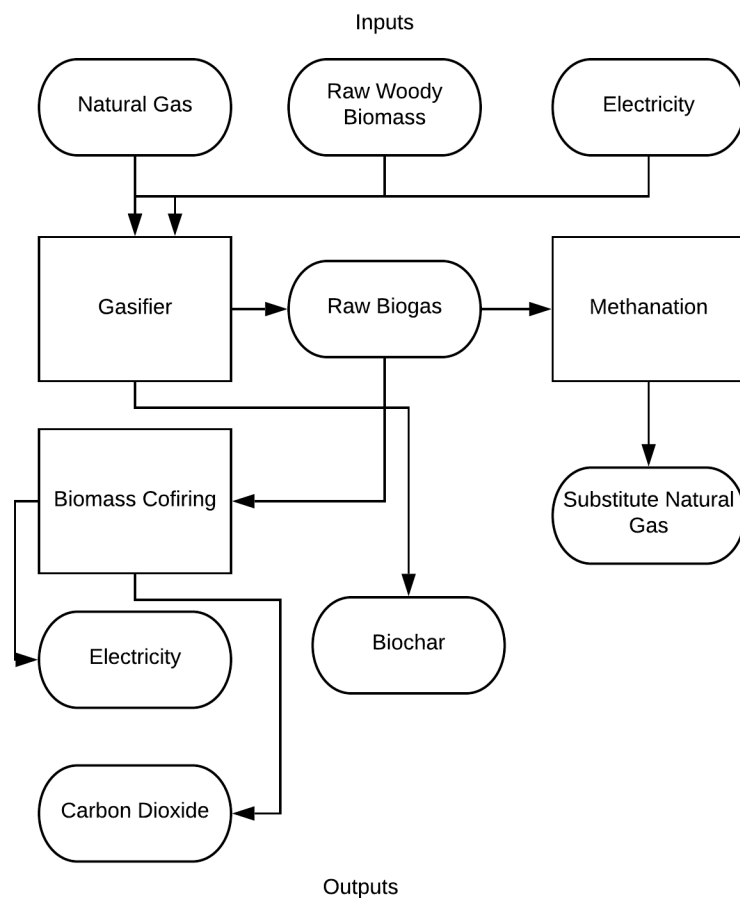 Inputs
Natural Gas
Raw Woody
Biomass
Electricity
Gasifier
Raw Biogas
Methanation
Biomass Cofiring
Substitute Natural
Gas
Electricity
Biochar
Carbon Dioxide
Outputs